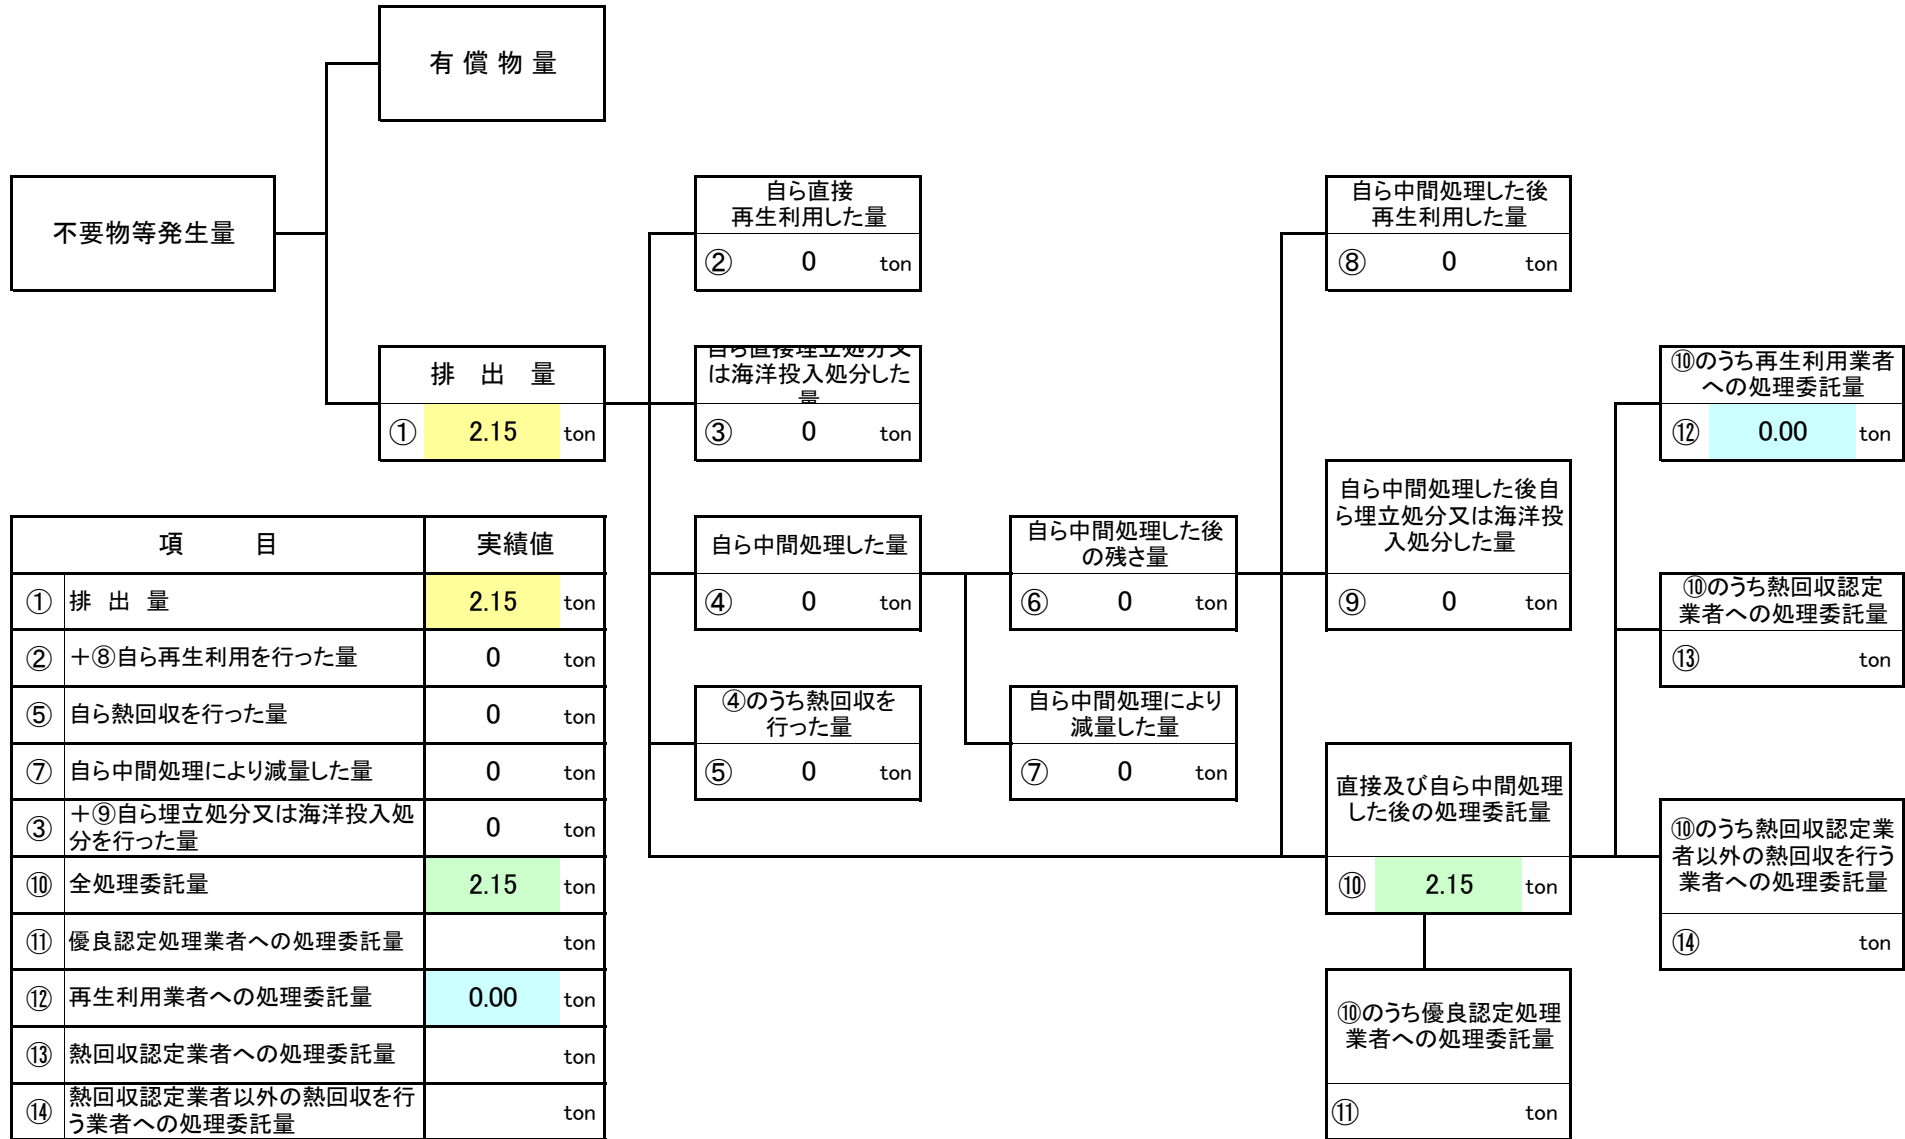 有 償 物 量
不要物等発生量
自ら直接
再生利用した量
② 0 ton
自ら中間処理した後
再生利用した量
⑧ 0 ton
排 出 量
① 2.15 ton
自ら直接埋立処分又
は海洋投入処分した
量
③ 0 ton
⑩のうち再生利用業者
への処理委託量
⑫ 0.00 ton
自ら中間処理した量
④ 0 ton
自ら中間処理した後
の残さ量
⑥ 0 ton
自ら中間処理した後自
ら埋立処分又は海洋投
入処分した量
⑨ 0 ton
⑩のうち熱回収認定
業者への処理委託量
⑬ ton
④のうち熱回収を
行った量
⑤ 0 ton
自ら中間処理により
減量した量
⑦ 0 ton
直接及び自ら中間処理
した後の処理委託量
⑩ 2.15 ton
⑩のうち熱回収認定業
者以外の熱回収を行う
業者への処理委託量
⑭ ton
⑩のうち優良認定処理
業者への処理委託量
⑪ ton
項 目 実績値
① 排 出 量 2.15 ton
② +⑧自ら再生利用を行った量 0 ton
⑤ 自ら熱回収を行った量 0 ton
⑦ 自ら中間処理により減量した量 0 ton
③ +⑨自ら埋立処分又は海洋投入処
分を行った量 0 ton
⑩ 全処理委託量 2.15 ton
⑪ 優良認定処理業者への処理委託量 ton
⑫ 再生利用業者への処理委託量 0.00 ton
⑬ 熱回収認定業者への処理委託量 ton
⑭ 熱回収認定業者以外の熱回収を行
う業者への処理委託量 ton